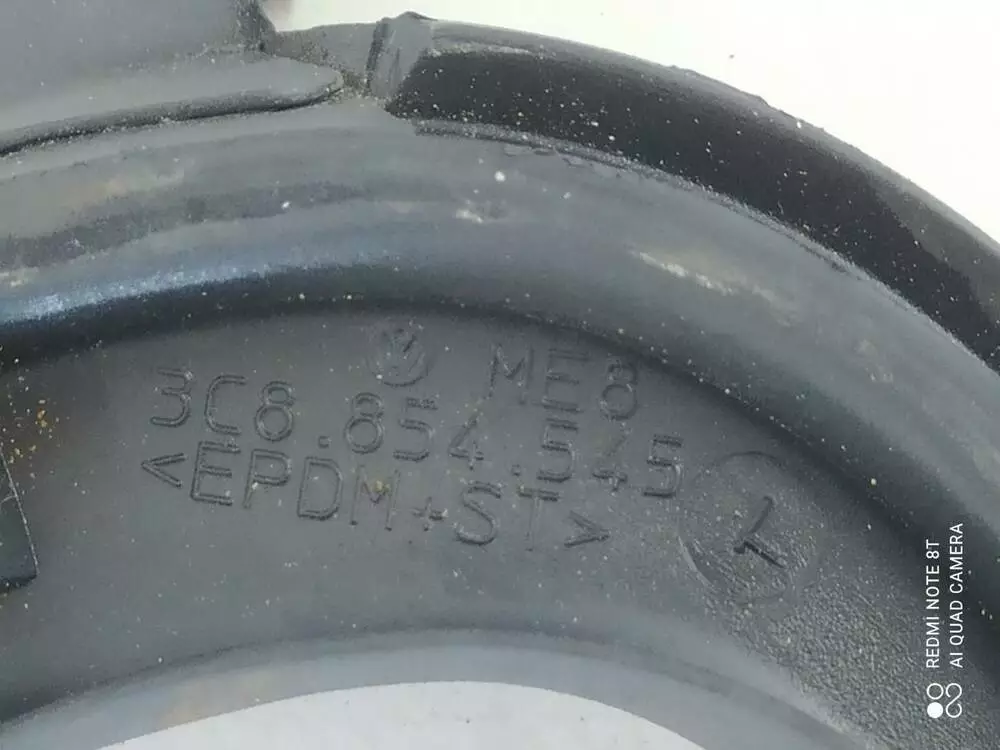 ME8
3C8.854.545
<EPDM+ST>
REDMI NOTE 8T
AI QUAD CAMERA